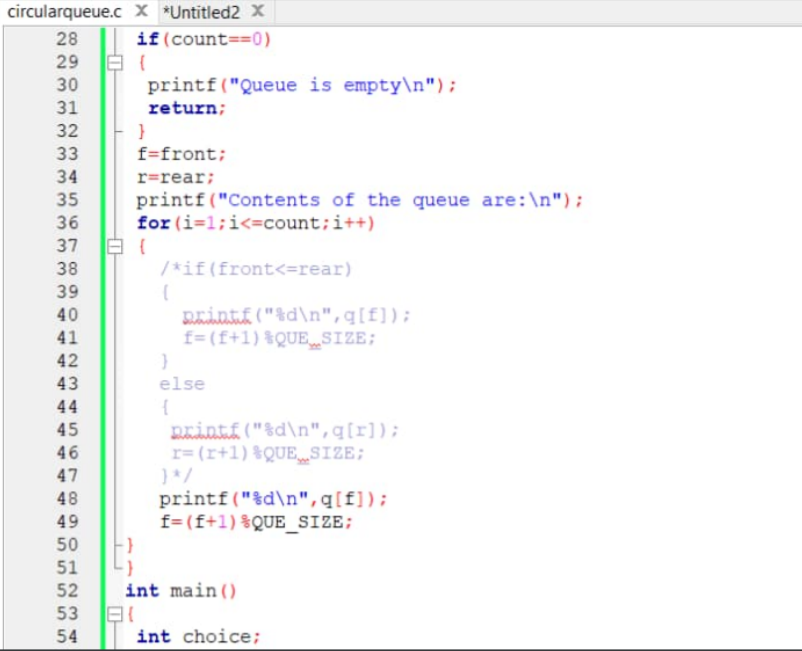 circularqueue.c X *Untitled2 X
28 if(count==0)
29 {
30 printf("Queue is empty\n");
31 return;
32 }
33 f=front;
34 r=rear;
35 printf("Contents of the queue are:\n");
36 for(i=1;i<=count;i++)
37 {
38 /*if(front<=rear)
39 {
40 printf("%d\n",q[f]);
41 f=(f+1)%QUE_SIZE;
42 }
43 else
44 {
45 printf("%d\n",q[r]);
46 r=(r+1)%QUE_SIZE;
47 }*/
48 printf("%d\n",q[f]);
49 f=(f+1)%QUE_SIZE;
50 }
51 }
52 int main()
53 {
54 int choice;